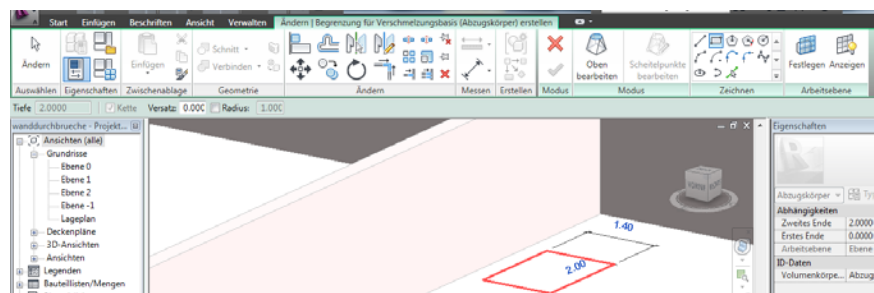 Start Einfügen Beschriften Ansicht Verwalten Ändern | Begrenzung für Verschmelzungsbasis (Abzugskörper) erstellen
Ändern Einfügen Schnitt Verbinden Oben bearbeiten Scheitelpunkte bearbeiten Festlegen Anzeigen
Auswählen Eigenschaften Zwischenablage Geometrie Ändern Messen Erstellen Modus Modus Zeichnen Arbeitsebene
Tiefe 2.0000 Kette Versatz: 0.00C Radius: 1.00C
wanddurchbrueche - Projekt...
Ansichten (alle)
Grundrisse
Ebene 0
Ebene 1
Ebene 2
Ebene -1
Lageplan
Deckenpläne
3D-Ansichten
Ansichten
Legenden
Bauteillisten/Mengen
1.40
2.00
Eigenschaften
Abzugskörper Typ
Abhängigkeiten
Zweites Ende 2.0000
Erstes Ende 0.0000
Arbeitsebene Ebene
ID-Daten
Volumenkörpe... Abzug